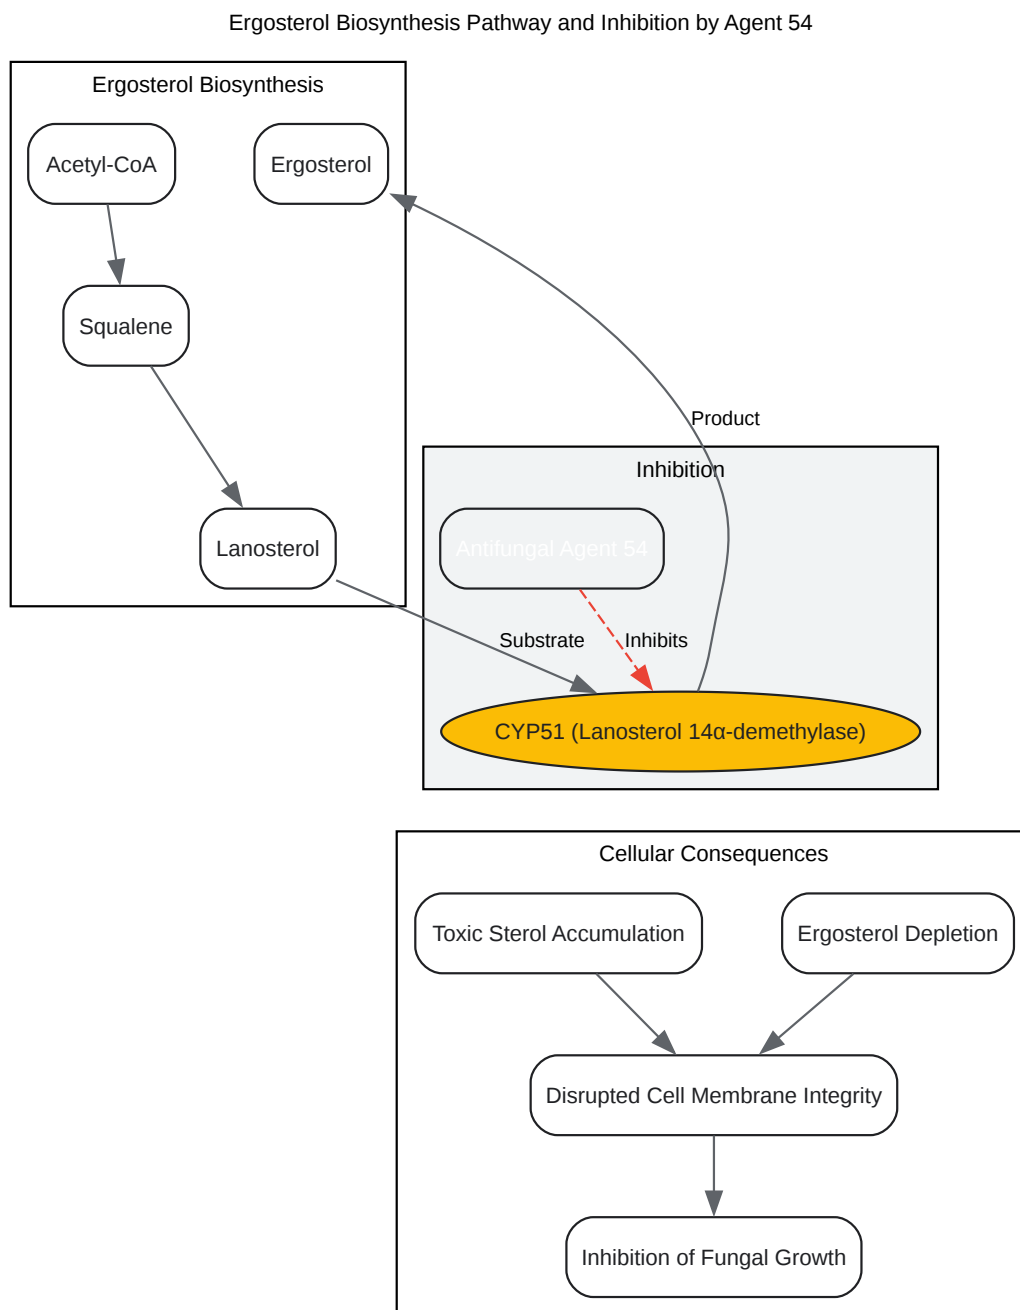 Ergosterol Biosynthesis Pathway and Inhibition by Agent 54
Ergosterol Biosynthesis
Acetyl-CoA
Ergosterol
Squalene
Product
Inhibition
Lanosterol
Antifungal Agent 54
Substrate
Inhibits
CYP51 (Lanosterol 14α-demethylase)
Cellular Consequences
Toxic Sterol Accumulation
Ergosterol Depletion
Disrupted Cell Membrane Integrity
Inhibition of Fungal Growth